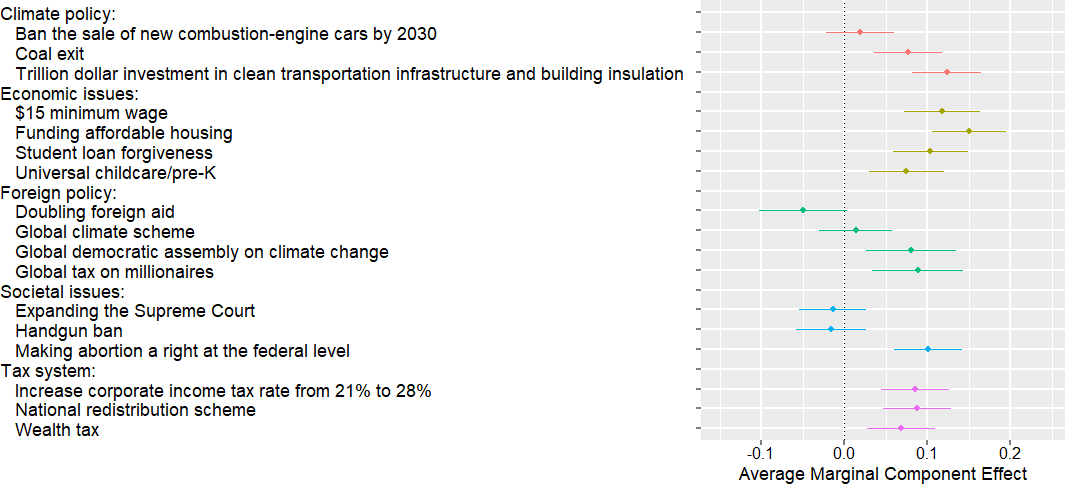 Climate policy:
Ban the sale of new combustion-engine cars by 2030
Coal exit
Trillion dollar investment in clean transportation infrastructure and building insulation
Economic issues:
$15 minimum wage
Funding affordable housing
Student loan forgiveness
Universal childcare/pre-K
Foreign policy:
Doubling foreign aid
Global climate scheme
Global democratic assembly on climate change
Global tax on millionaires
Societal issues:
Expanding the Supreme Court
Handgun ban
Making abortion a right at the federal level
Tax system:
Increase corporate income tax rate from 21% to 28%
National redistribution scheme
Wealth tax
-0.1 0.0 0.1 0.2
Average Marginal Component Effect